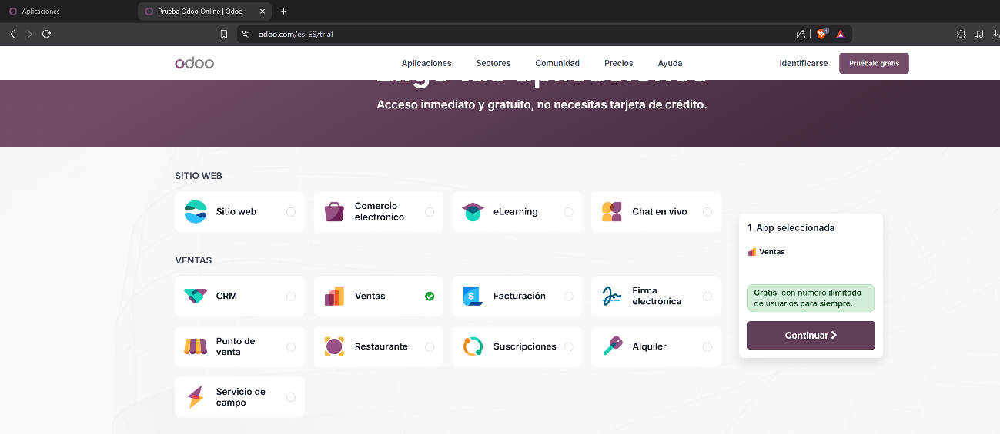 Aplicaciones
Prueba Odoo Online | Odoo
odoo.com/es_ES/trial
1
odoo
Aplicaciones
Sectores
Comunidad
Precios
Ayuda
Identificarse
Pruébalo gratis
Acceso inmediato y gratuito, no necesitas tarjeta de crédito.
SITIO WEB
Sitio web
Comercio
electrónico
eLearning
Chat en vivo
VENTAS
CRM
Ventas
$
Facturación
Firma
electrónica
Punto de
venta
Restaurante
Suscripciones
Alquiler
Servicio de
campo
1 App seleccionada
Ventas
Gratis, con número ilimitado
de usuarios para siempre.
Continuar